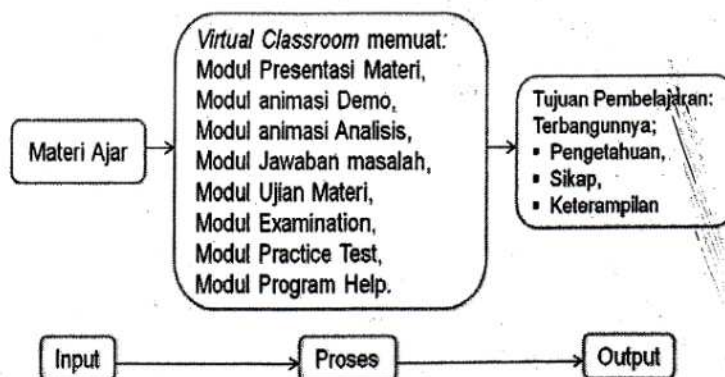 Materi Ajar
Virtual Classroom memuat:
Modul Presentasi Materi,
Modul animasi Demo,
Modul animasi Analisis,
Modul Jawaban masalah,
Modul Ujian Materi,
Modul Examination,
Modul Practice Test,
Modul Program Help.
Tujuan Pembelajaran:
Terbangunnya;
▪ Pengetahuan,
▪ Sikap,
▪ Keterampilan
Input
Proses
Output